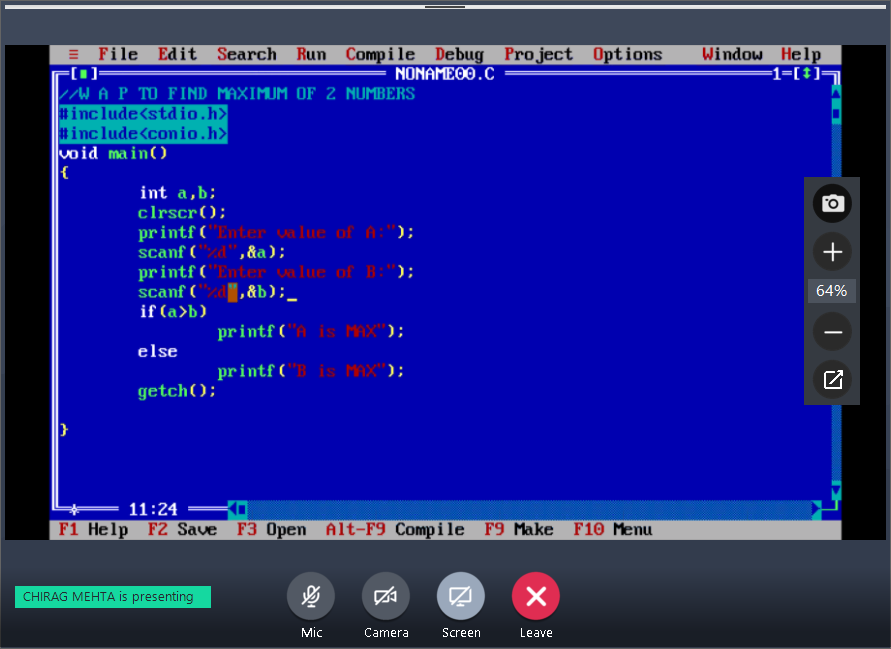 ≡ File Edit Search Run Compile Debug Project Options Window Help
[■] NONAME00.C 1=[↕]
//W A P TO FIND MAXIMUM OF 2 NUMBERS
#include<stdio.h>
#include<conio.h>
void main()
{
int a,b;
clrscr();
printf("Enter value of A:");
scanf("%d",&a);
printf("Enter value of B:");
scanf("%d",&b);
if(a>b)
printf("A is MAX");
else
printf("B is MAX");
getch();
}
* 11:24
F1 Help F2 Save F3 Open Alt-F9 Compile F9 Make F10 Menu
64%
CHIRAG MEHTA is presenting
Mic Camera Screen Leave